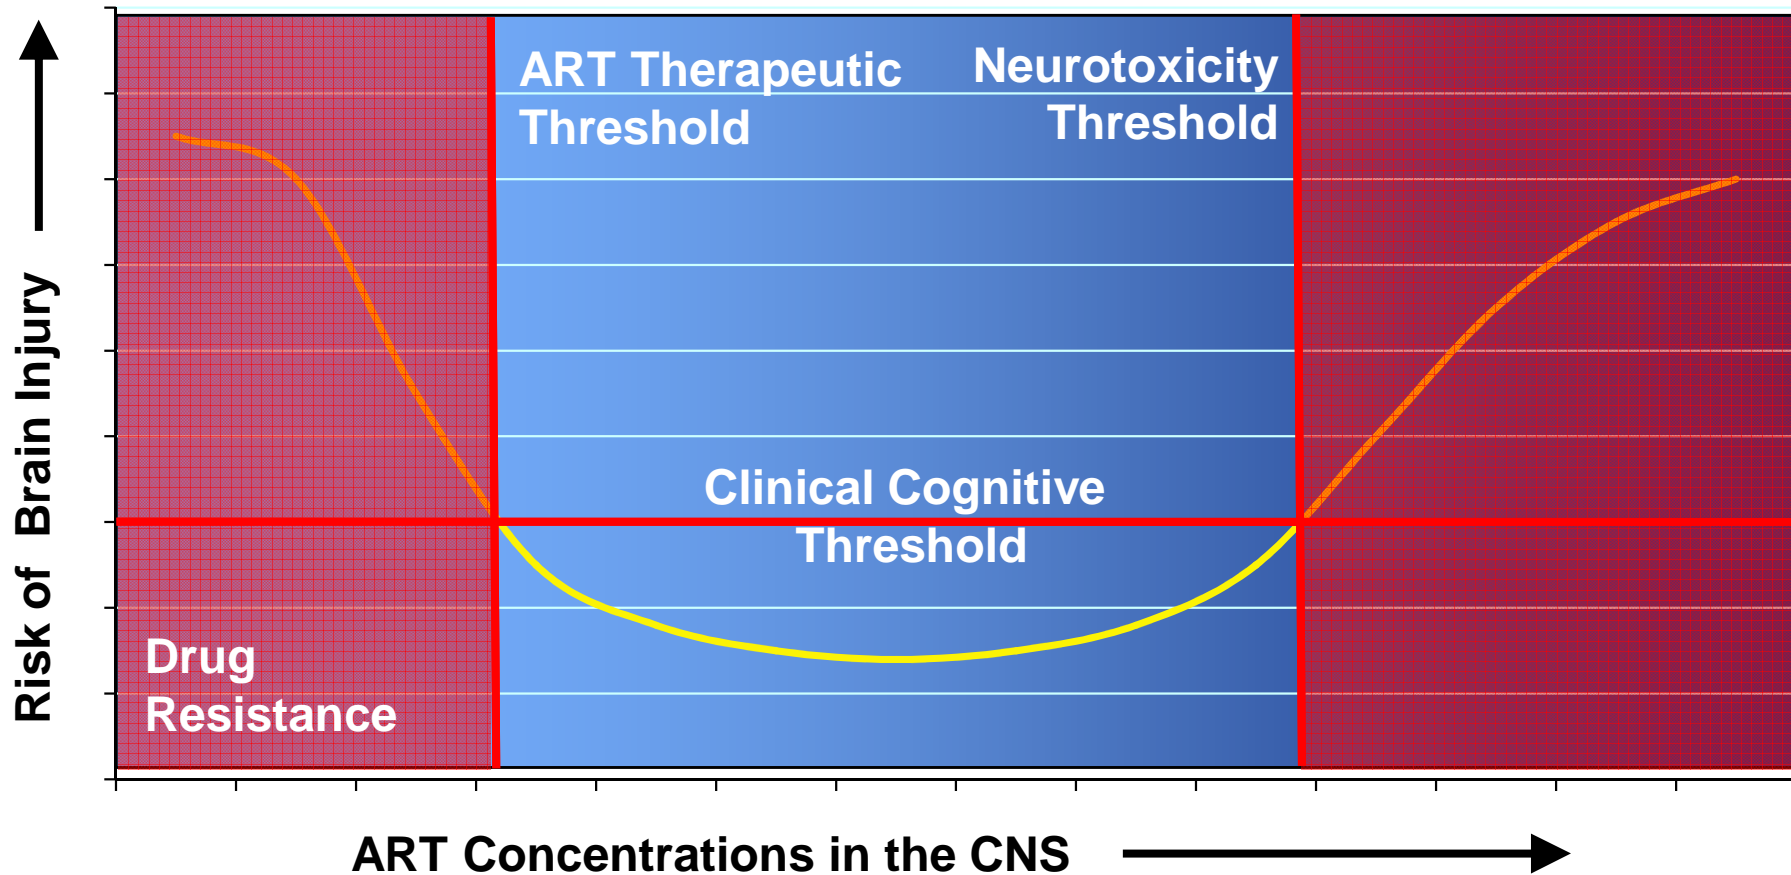 ART Therapeutic
Threshold
Neurotoxicity
Threshold
Clinical Cognitive
Threshold
Drug
Resistance
Risk of Brain Injury
ART Concentrations in the CNS